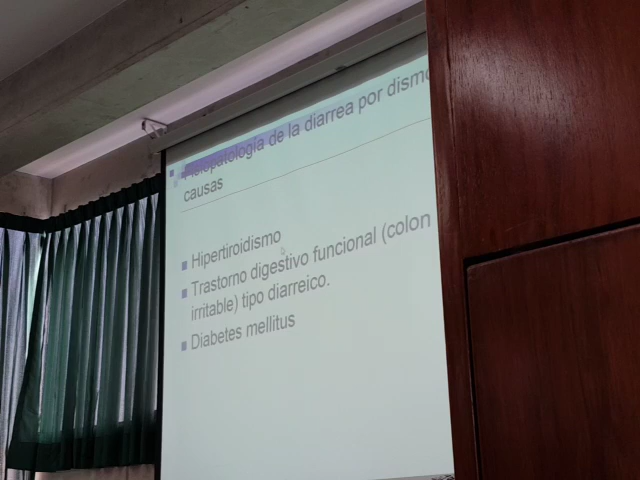 Fisiopatología de la diarrea por dismo
causas
Hipertiroidismo
Trastorno digestivo funcional (colon
irritable) tipo diarreico.
Diabetes mellitus